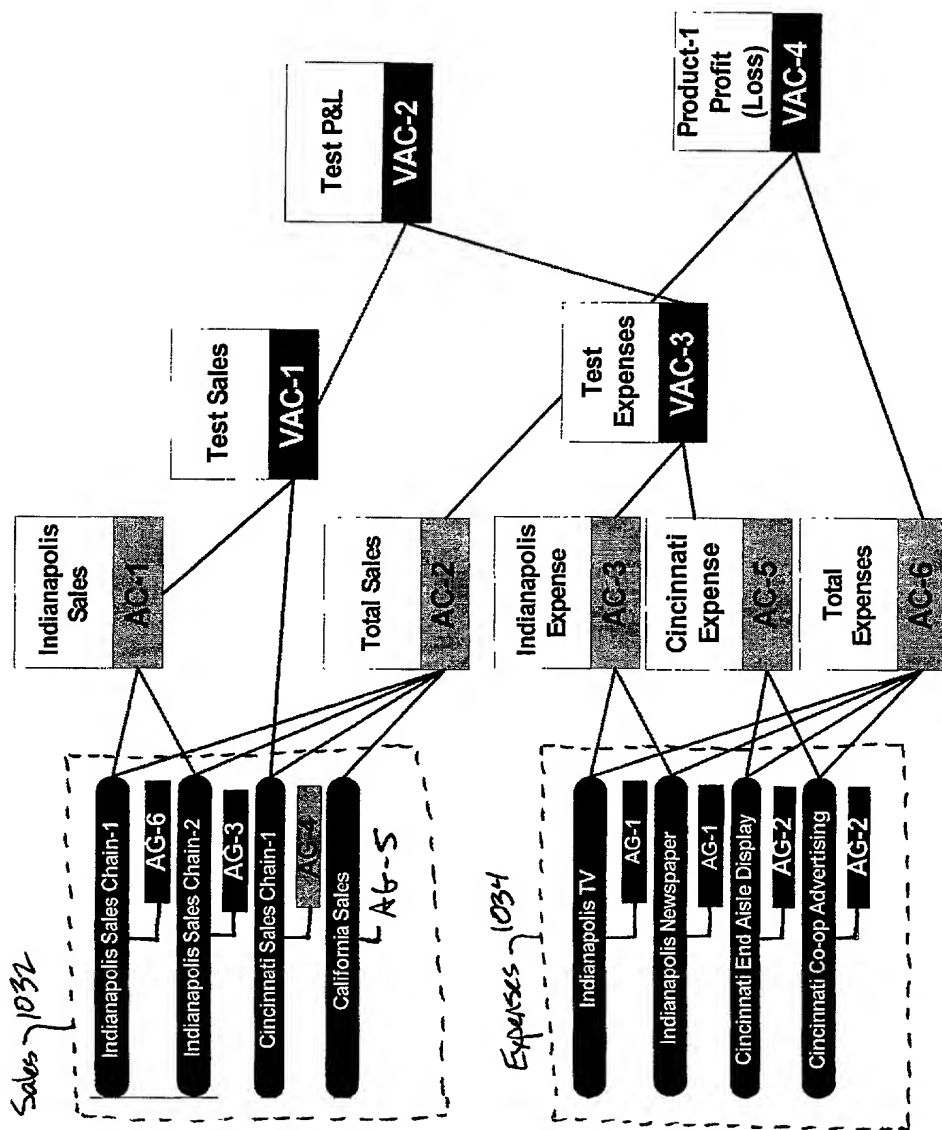 Sales 1032
Indianapolis Sales Chain-1
AG-6
Indianapolis Sales Chain-2
AG-3
Cincinnati Sales Chain-1
AC-4
California Sales
AG-5
Expenses 1034
Indianapolis TV
AG-1
Indianapolis Newspaper
AG-1
Cincinnati End Aisle Display
AG-2
Cincinnati Co-op Advertising
AG-2
Indianapolis
Sales
AC-1
Total Sales
AC-2
Indianapolis
Expense
AC-3
Cincinnati
Expense
AC-5
Total
Expenses
AC-6
Test Sales
VAC-1
Test
Expenses
VAC-3
Test P&L
VAC-2
Product-1
Profit
(Loss)
VAC-4